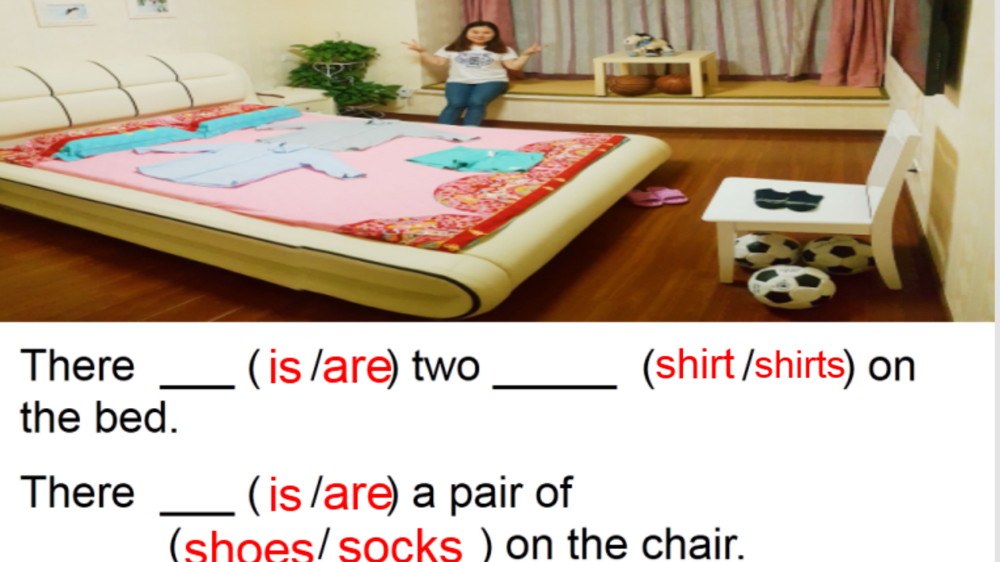 There ___ ( is /are) two _____ (shirt /shirts) on
the bed.
There ___ ( is /are) a pair of
(shoes/ socks ) on the chair.